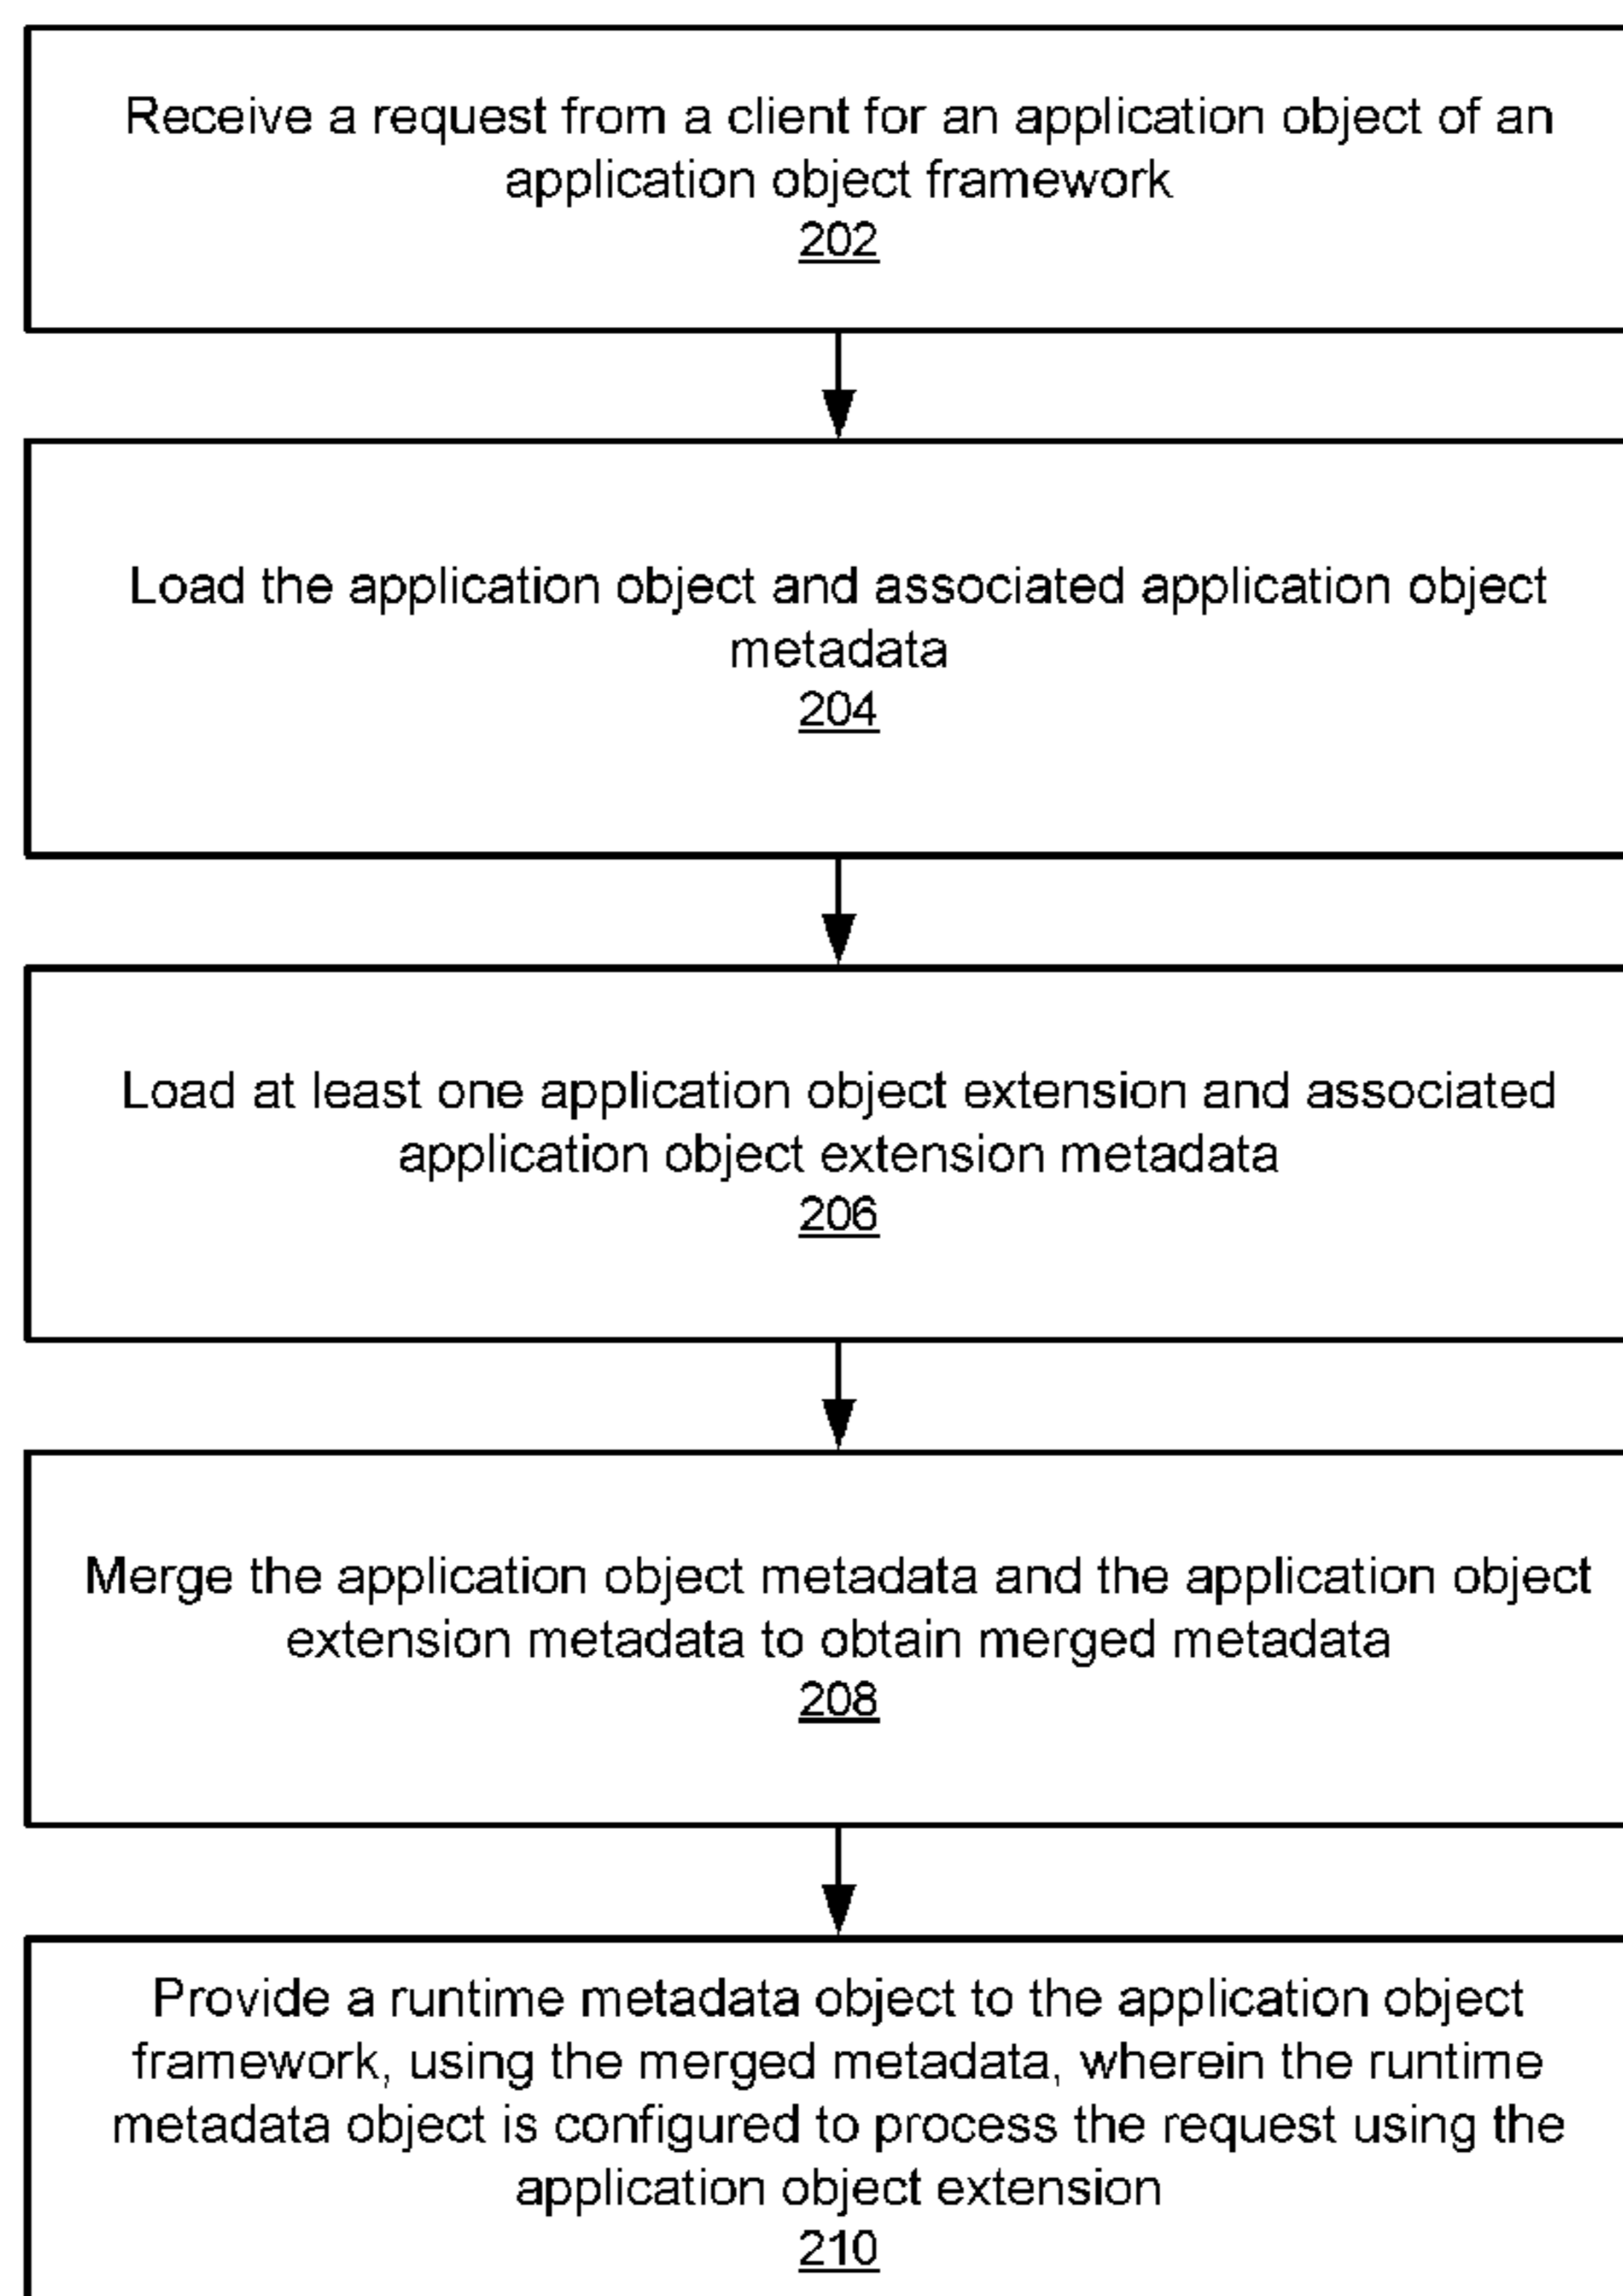 Receive a request from a client for an application object of an
application object framework
202
Load the application object and associated application object
metadata
204
Load at least one application object extension and associated
application object extension metadata
206
Merge the application object metadata and the application object
extension metadata to obtain merged metadata
208
Provide a runtime metadata object to the application object
framework, using the merged metadata, wherein the runtime
metadata object is configured to process the request using the
application object extension
210